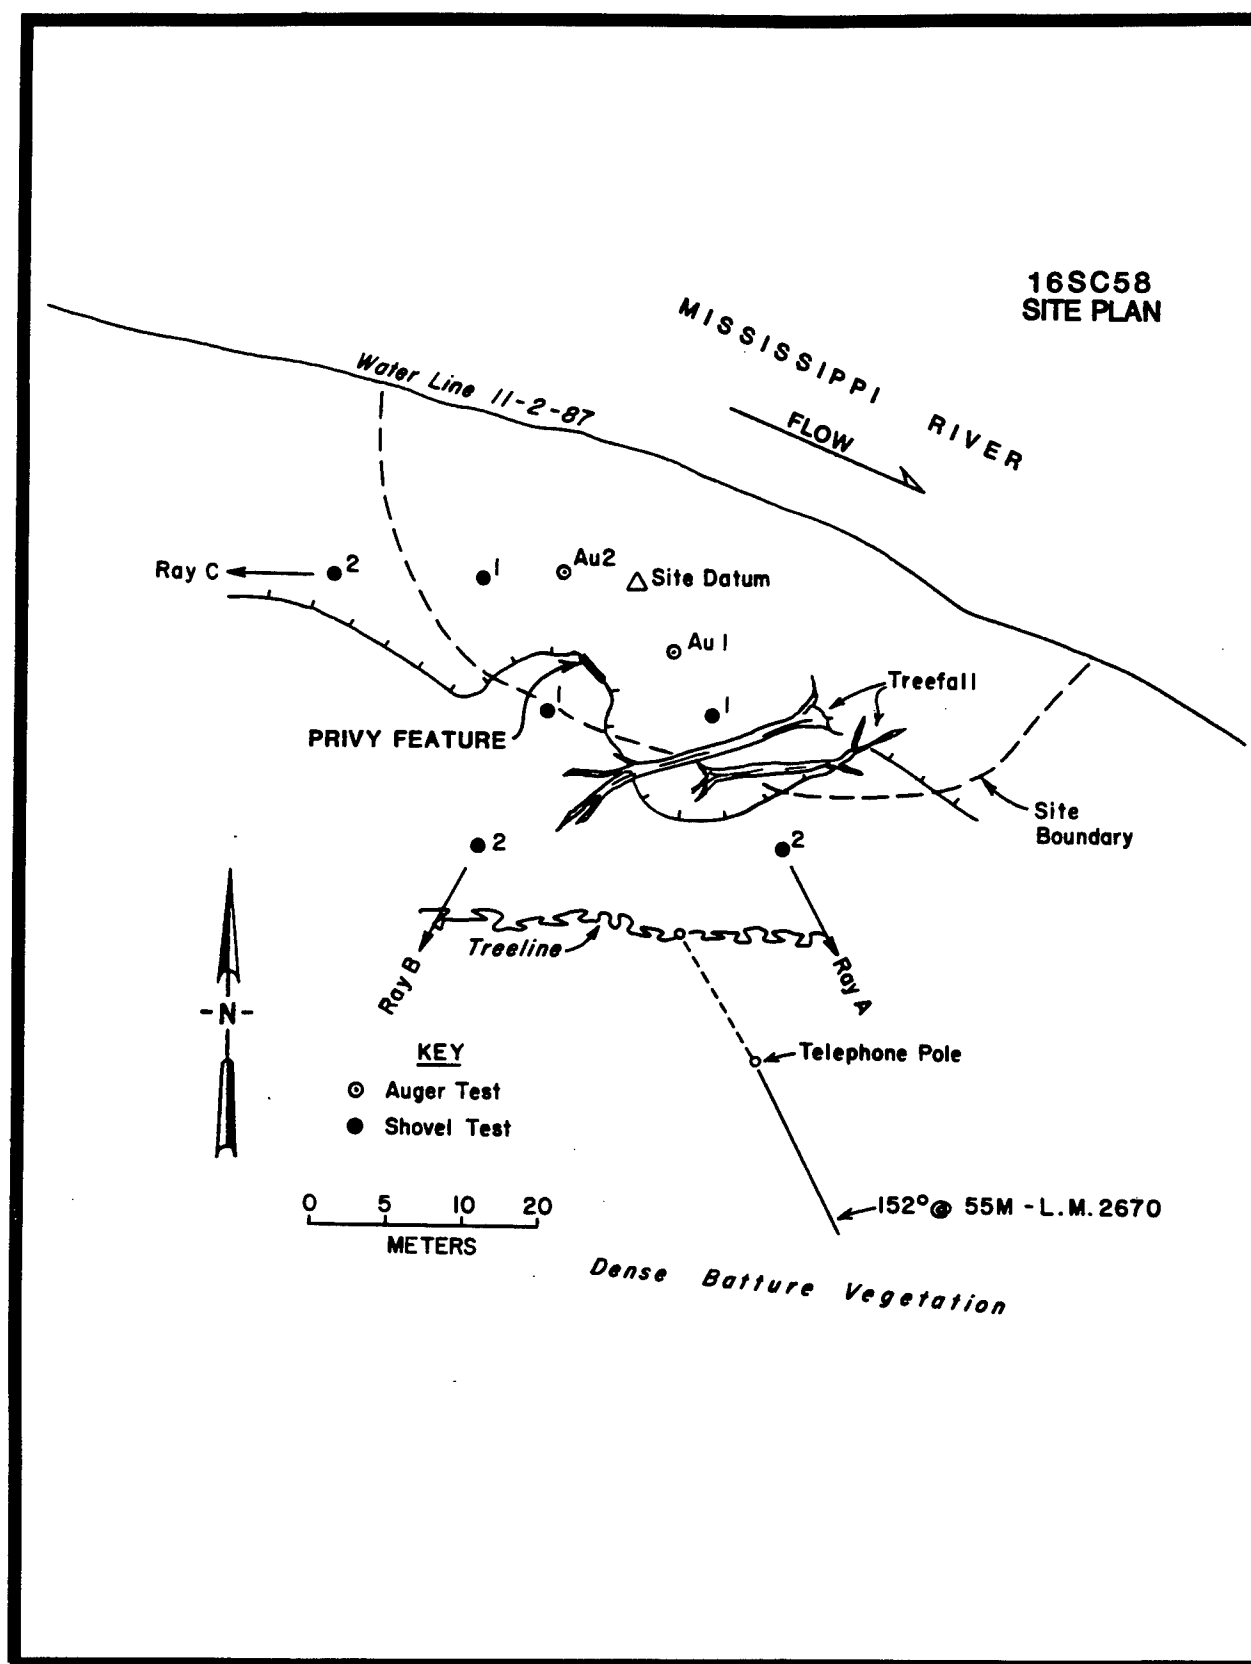 16SC58
SITE PLAN
MISSISSIPPI RIVER
FLOW
Water Line 11-2-87
Ray C
2
1
Au2
Site Datum
Au1
Treefall
1
1
PRIVY FEATURE
Site
Boundary
2
2
Treeline
Ray B
Ray A
-N-
KEY
Auger Test
Shovel Test
Telephone Pole
0 5 10 20
METERS
152°@ 55M - L.M. 2670
Dense Batture Vegetation